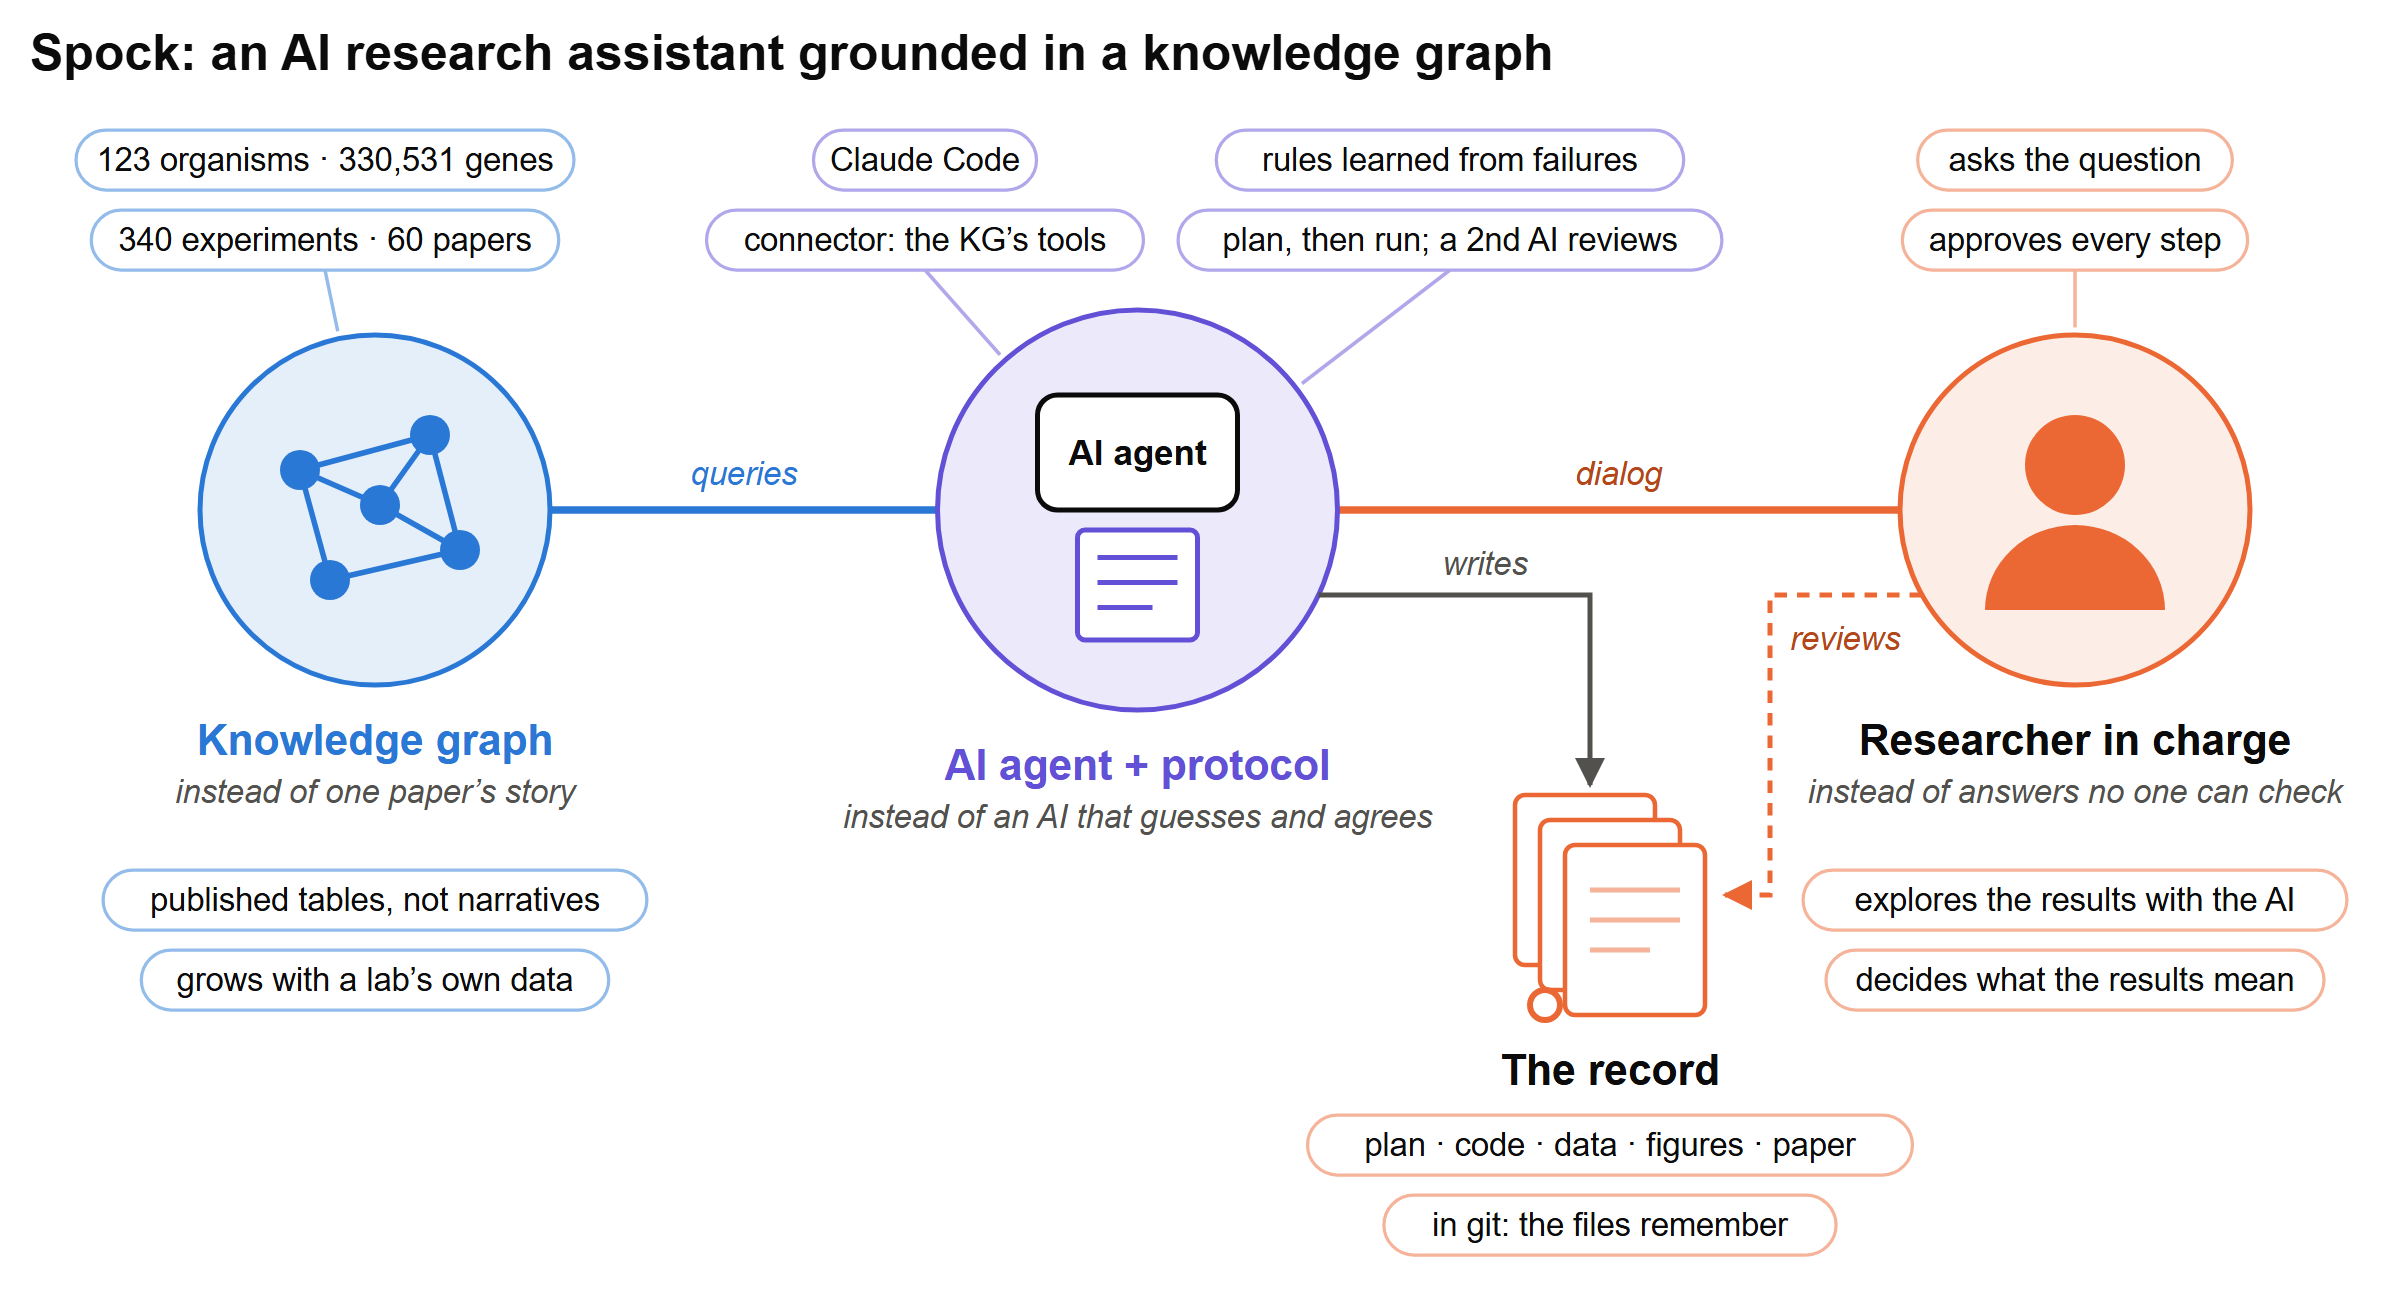 Spock: an AI research assistant grounded in a knowledge graph
123 organisms · 330,531 genes
340 experiments · 60 papers
Claude Code
connector: the KG’s tools
rules learned from failures
plan, then run; a 2nd AI reviews
asks the question
approves every step
AI agent
queries
dialog
writes
reviews
Knowledge graph
instead of one paper’s story
AI agent + protocol
instead of an AI that guesses and agrees
Researcher in charge
instead of answers no one can check
published tables, not narratives
grows with a lab’s own data
explores the results with the AI
decides what the results mean
The record
plan · code · data · figures · paper
in git: the files remember